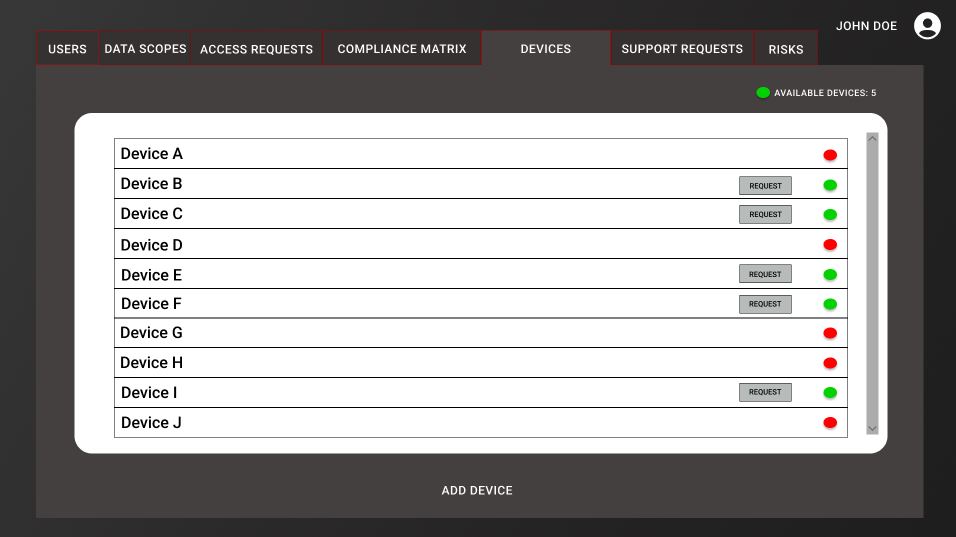 JOHN DOE
USERS DATA SCOPES ACCESS REQUESTS COMPLIANCE MATRIX DEVICES SUPPORT REQUESTS RISKS
AVAILABLE DEVICES: 5
Device A
Device B REQUEST
Device C REQUEST
Device D
Device E REQUEST
Device F REQUEST
Device G
Device H
Device I REQUEST
Device J
ADD DEVICE